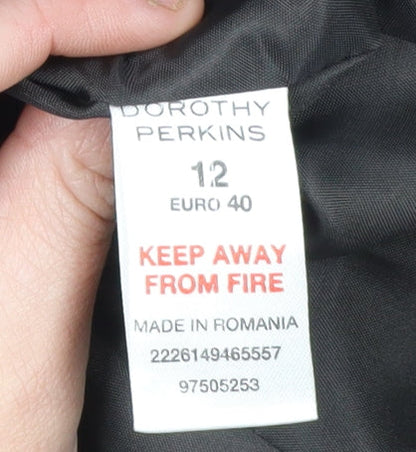 DOROTHY
PERKINS
12
EURO 40
KEEP AWAY
FROM FIRE
MADE IN ROMANIA
2226149465557
97505253